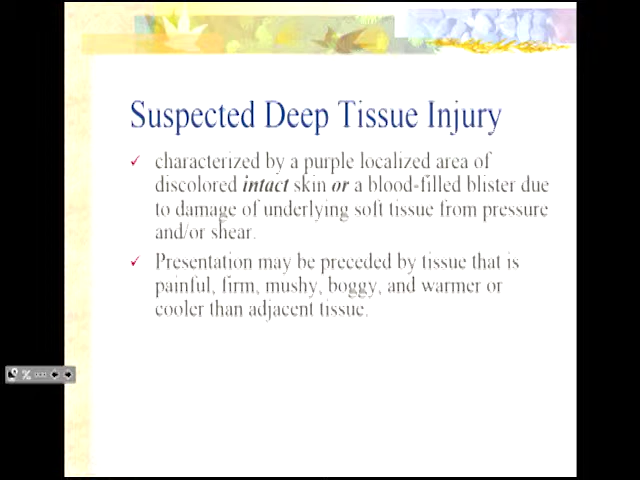 Suspected Deep Tissue Injury
characterized by a purple localized area of
discolored intact skin or a blood-filled blister due
to damage of underlying soft tissue from pressure
and/or shear.
Presentation may be preceded by tissue that is
painful, firm, mushy, boggy, and warmer or
cooler than adjacent tissue.